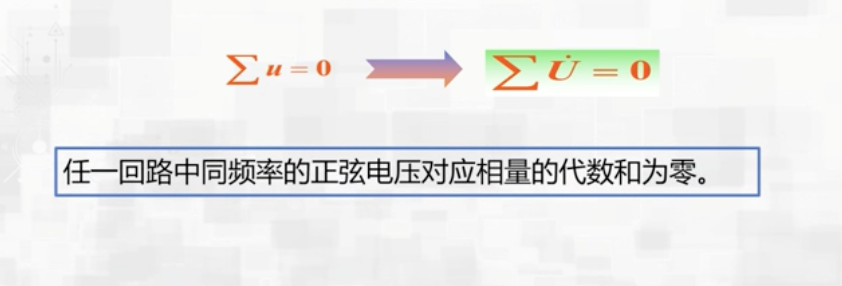 ∑ u = 0 ∑ U̇ = 0
任一回路中同频率的正弦电压对应相量的代数和为零。